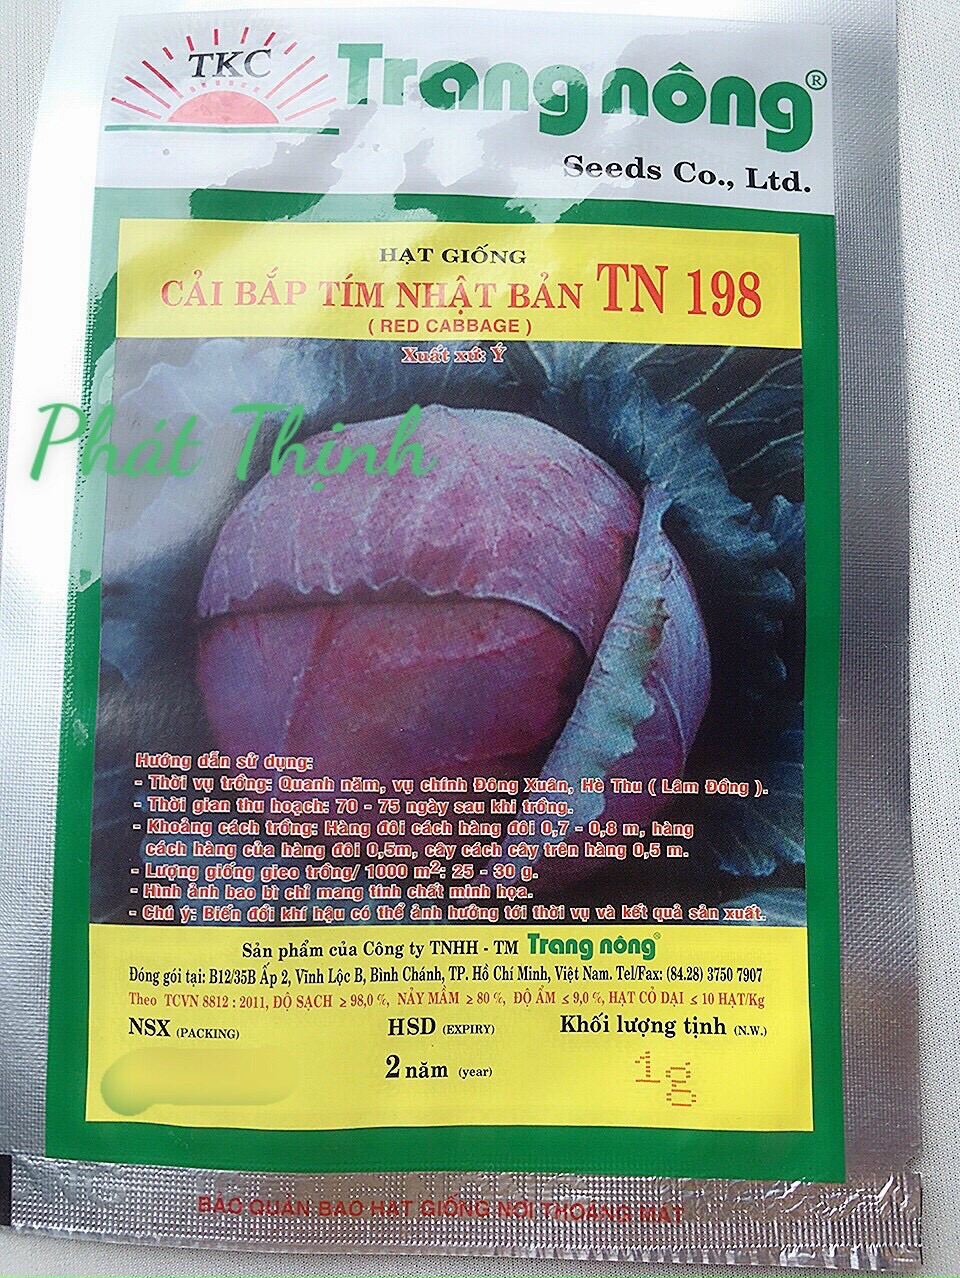 TKC
Trang nông®
Seeds Co., Ltd.
HẠT GIỐNG
CẢI BẮP TÍM NHẬT BẢN TN 198
( RED CABBAGE )
Xuất xứ: Ý
Phát Thịnh
Hướng dẫn sử dụng:
- Thời vụ trồng: Quanh năm, vụ chính Đông Xuân, Hè Thu ( Lâm Đồng ).
- Thời gian thu hoạch: 70 - 75 ngày sau khi trồng.
- Khoảng cách trồng: Hàng đôi cách hàng đôi 0,7 - 0,8 m, hàng
cách hàng của hàng đôi 0,5m, cây cách cây trên hàng 0,5 m.
- Lượng giống gieo trồng/ 1000 m²: 25 - 30 g.
- Hình ảnh bao bì chỉ mang tính chất minh họa.
- Chú ý: Biến đổi khí hậu có thể ảnh hưởng tới thời vụ và kết quả sản xuất.
Sản phẩm của Công ty TNHH - TM Trang nông®
Đóng gói tại: B12/35B Ấp 2, Vĩnh Lộc B, Bình Chánh, TP. Hồ Chí Minh, Việt Nam. Tel/Fax: (84.28) 3750 7907
Theo TCVN 8812 : 2011, ĐỘ SẠCH ≥ 98,0 %, NẢY MẦM ≥ 80 %, ĐỘ ẨM ≤ 9,0 %, HẠT CỎ DẠI ≤ 10 HẠT/Kg
NSX (PACKING) HSD (EXPIRY) Khối lượng tịnh (N.W.)
2 năm (year) 1g
BẢO QUẢN BAO HẠT GIỐNG NƠI THOÁNG MÁT